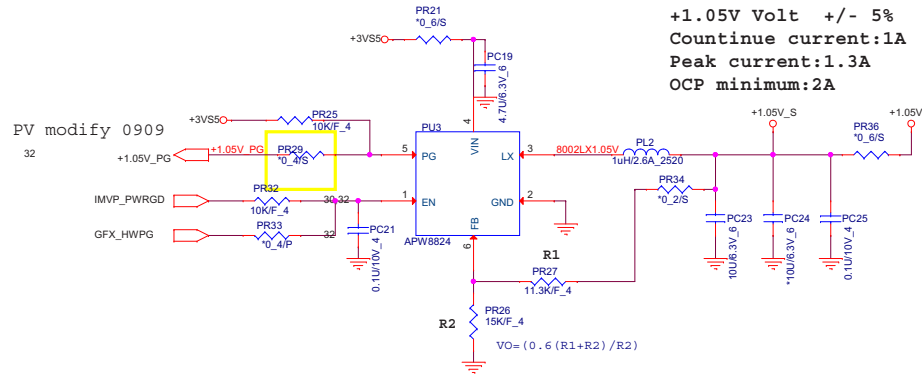 +1.05V Volt +/- 5%
Countinue current:1A
Peak current:1.3A
OCP minimum:2A
PR21
*0_6/S
+3VS5
PC19
4.7U/6.3V_6
PR25
+3VS5
10K/F_4
PV modify 0909
32
+1.05V_PG
+1.05V_PG
PR29
*0_4/S
PU3
4
VIN
5
PG
LX
3
8002LX1.05V
PL2
1uH/2.6A_2520
+1.05V_S
+1.05V
PR36
*0_6/S
IMVP_PWRGD
PR32
10K/F_4
30,32
1
EN
GND
2
PR34
*0_2/S
GFX_HWPG
PR33
*0_4/P
32
PC21
0.1U/10V_4
FB
APW8824
6
PC23
10U/6.3V_6
PC24
*10U/6.3V_6
PC25
0.1U/10V_4
R1
PR27
11.3K/F_4
R2
PR26
15K/F_4
VO=(0.6(R1+R2)/R2)